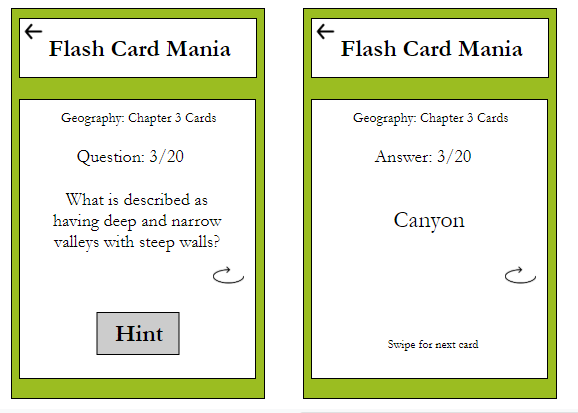 Flash Card Mania
Geography: Chapter 3 Cards
Question: 3/20
What is described as
having deep and narrow
valleys with steep walls?
Hint
Flash Card Mania
Geography: Chapter 3 Cards
Answer: 3/20
Canyon
Swipe for next card